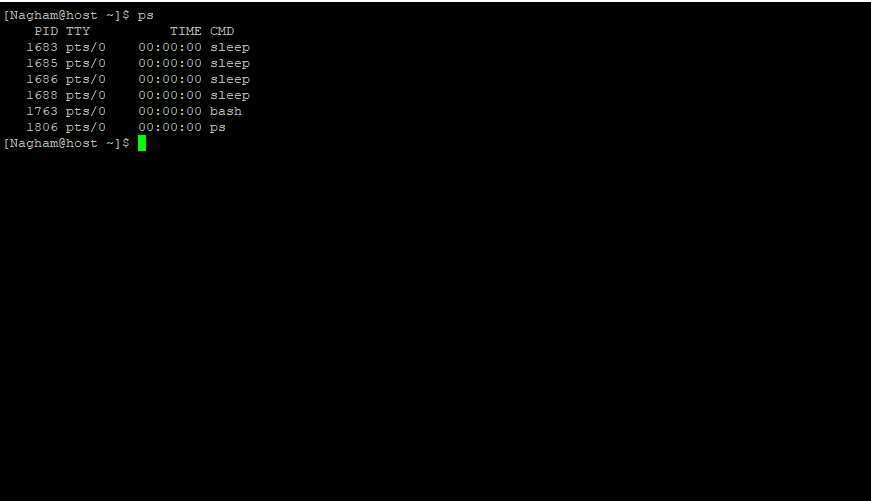 [Nagham@host ~]$ ps
    PID TTY          TIME CMD
   1683 pts/0    00:00:00 sleep
   1685 pts/0    00:00:00 sleep
   1686 pts/0    00:00:00 sleep
   1688 pts/0    00:00:00 sleep
   1763 pts/0    00:00:00 bash
   1806 pts/0    00:00:00 ps
[Nagham@host ~]$